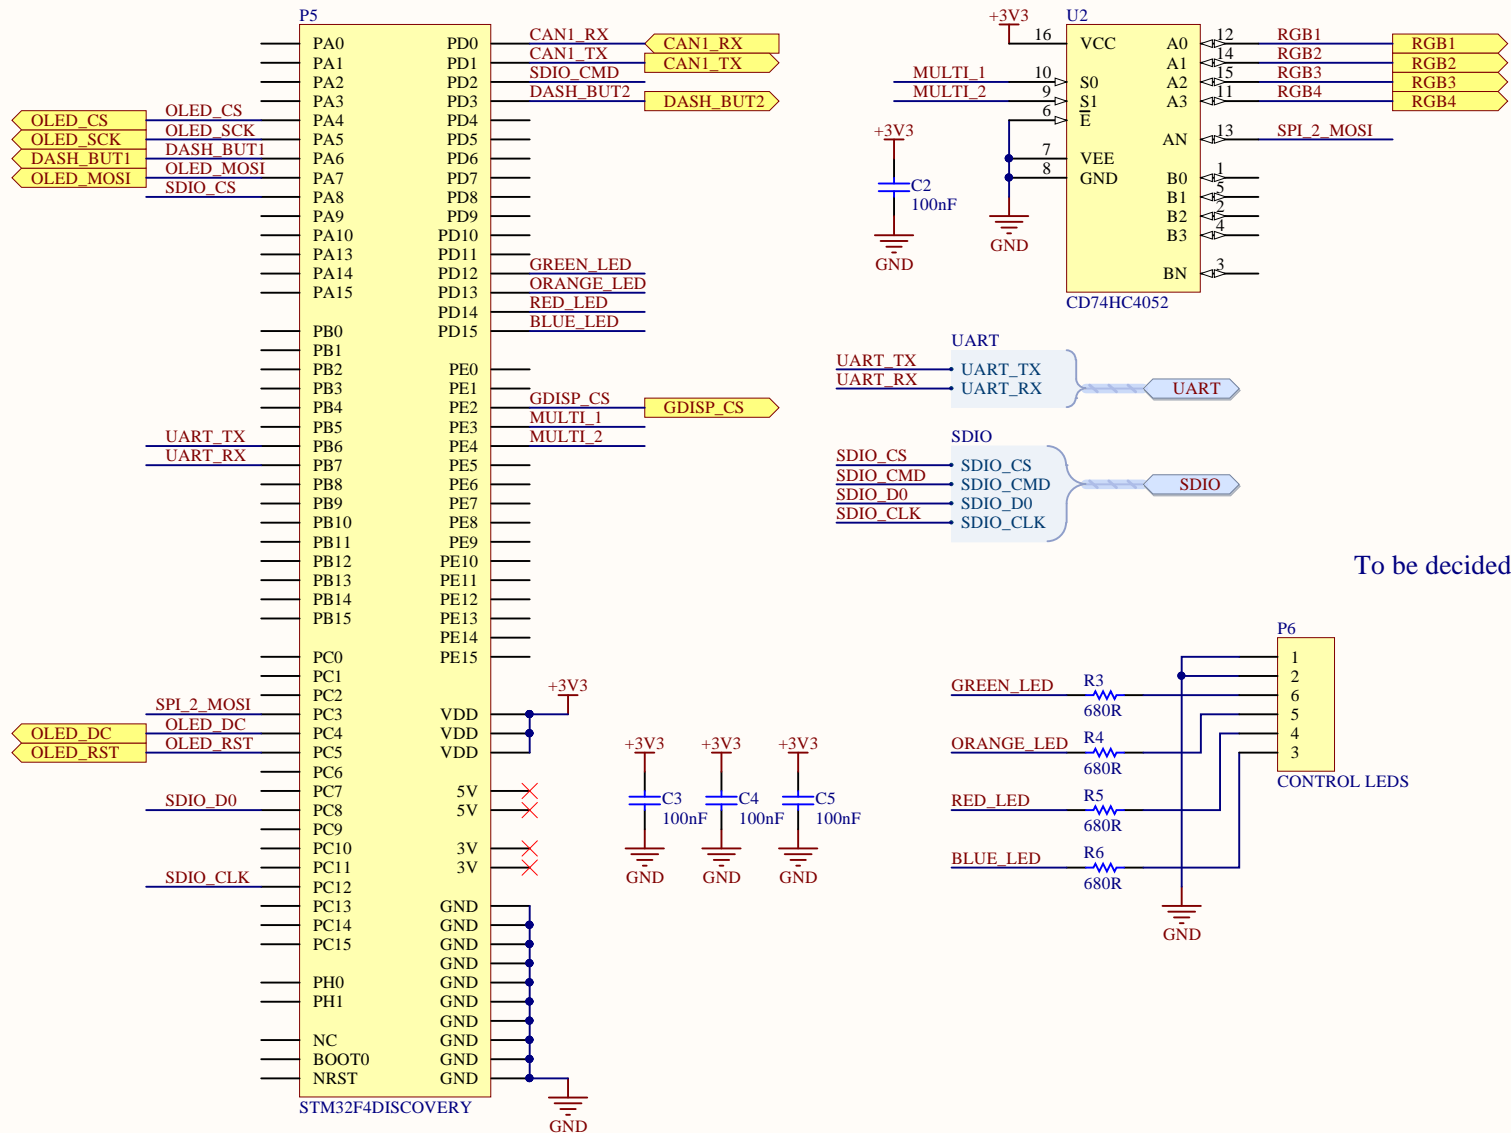 P5
PA0
PA1
PA2
PA3
OLED_CS OLED_CS PA4
OLED_SCK OLED_SCK PA5
DASH_BUT1 DASH_BUT1 PA6
OLED_MOSI OLED_MOSI PA7
SDIO_CS PA8
PA9
PA10
PA13
PA14
PA15
PB0
PB1
PB2
PB3
PB4
PB5
UART_TX PB6
UART_RX PB7
PB8
PB9
PB10
PB11
PB12
PB13
PB14
PB15
PC0
PC1
PC2
SPI_2_MOSI PC3
OLED_DC OLED_DC PC4
OLED_RST OLED_RST PC5
PC6
PC7
SDIO_D0 PC8
PC9
PC10
PC11
SDIO_CLK PC12
PC13
PC14
PC15
PH0
PH1
NC
BOOT0
NRST
PD0 CAN1_RX CAN1_RX
PD1 CAN1_TX CAN1_TX
PD2 SDIO_CMD
PD3 DASH_BUT2 DASH_BUT2
PD4
PD5
PD6
PD7
PD8
PD9
PD10
PD11
PD12 GREEN_LED
PD13 ORANGE_LED
PD14 RED_LED
PD15 BLUE_LED
PE0
PE1
PE2 GDISP_CS GDISP_CS
PE3 MULTI_1
PE4 MULTI_2
PE5
PE6
PE7
PE8
PE9
PE10
PE11
PE12
PE13
PE14
PE15
+3V3
VDD
VDD
VDD
5V
5V
3V
3V
GND
GND
GND
GND
GND
GND
GND
GND
GND
GND
GND
STM32F4DISCOVERY
+3V3
C3
100nF
GND
+3V3
C4
100nF
GND
+3V3
C5
100nF
GND
+3V3
C2
100nF
GND
+3V3
U2
16 VCC
MULTI_1 10 S0
MULTI_2 9 S1
6 E
7 VEE
8 GND
GND
A0 12 RGB1 RGB1
A1 14 RGB2 RGB2
A2 15 RGB3 RGB3
A3 11 RGB4 RGB4
AN 13 SPI_2_MOSI
B0 1
B1 5
B2 2
B3 4
BN 3
CD74HC4052
UART
UART_TX UART_TX
UART_RX UART_RX
UART
SDIO
SDIO_CS SDIO_CS
SDIO_CMD SDIO_CMD
SDIO_D0 SDIO_D0
SDIO_CLK SDIO_CLK
SDIO
To be decided
P6
1
2
GREEN_LED R3 680R 6
5
ORANGE_LED R4 680R
4
3
CONTROL LEDS
RED_LED R5 680R
BLUE_LED R6 680R
GND